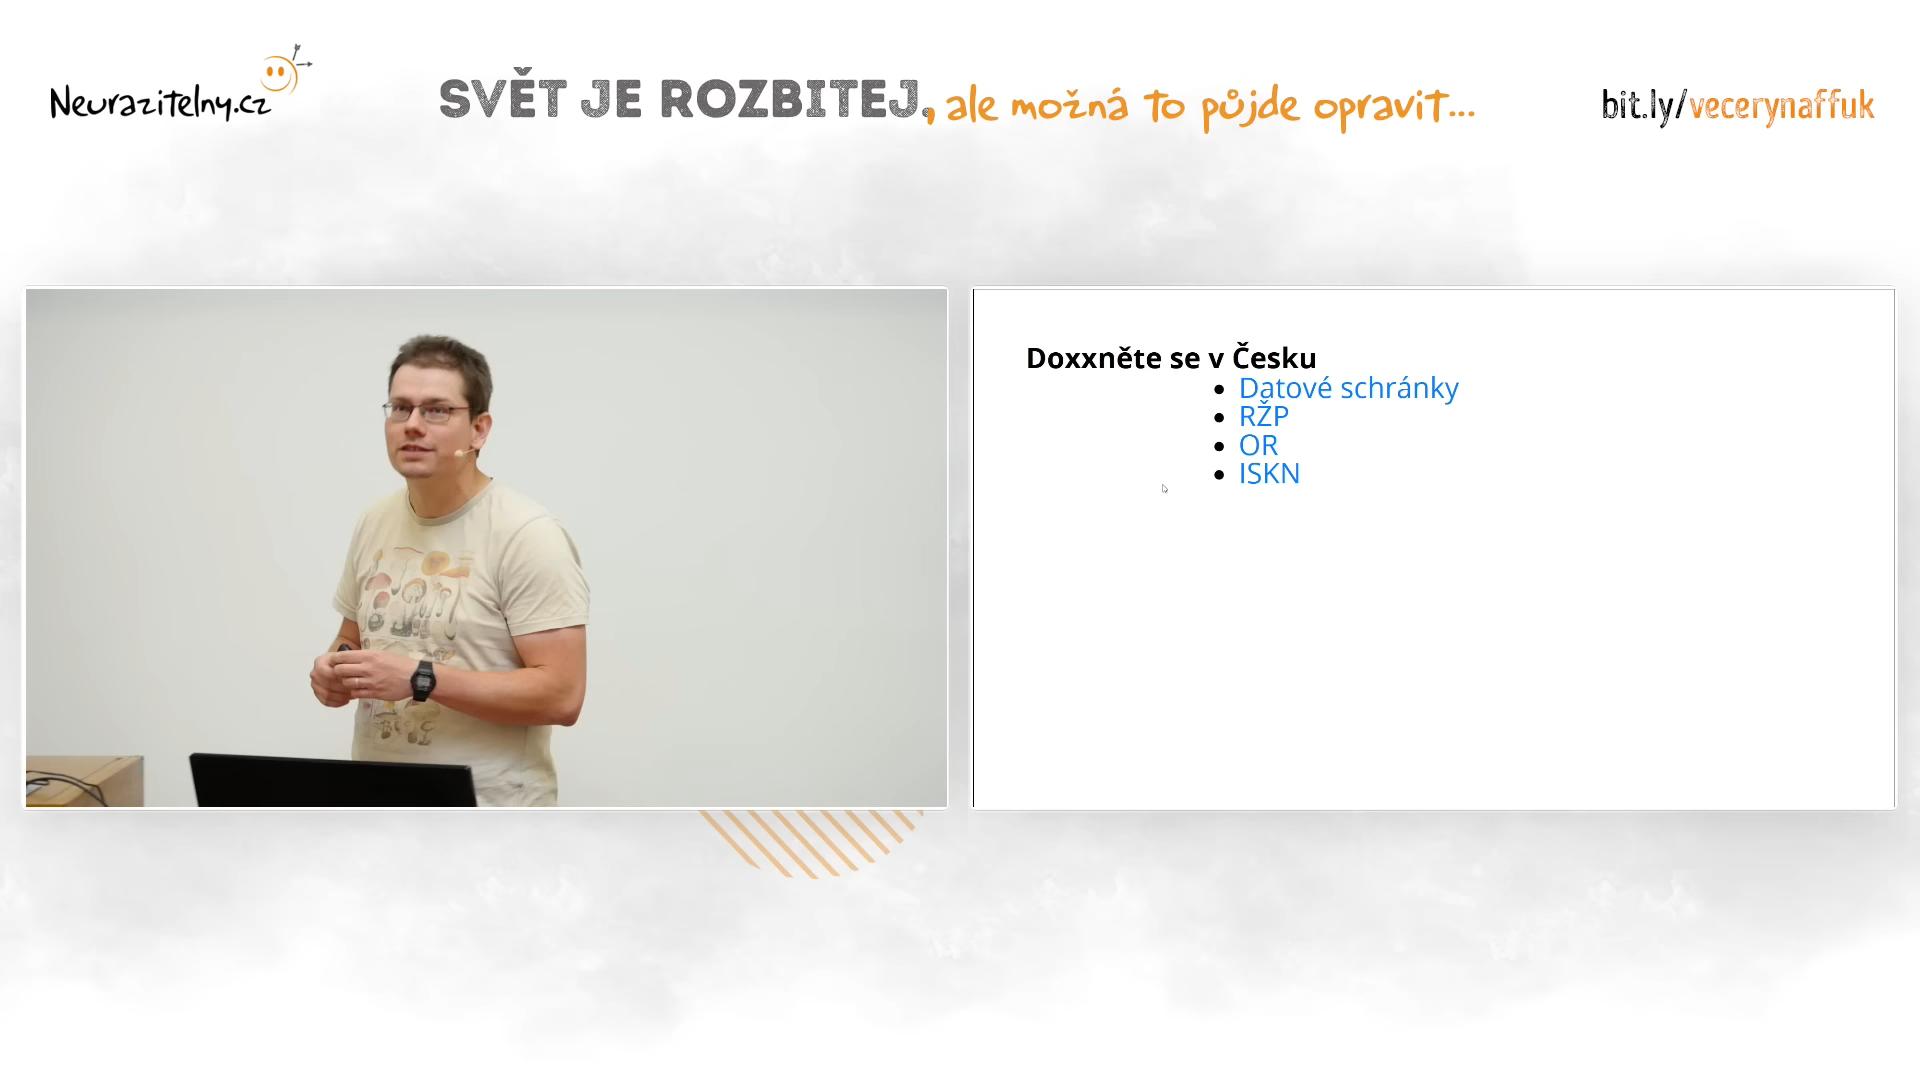 Neurazitelny.cz
SVĚT JE ROZBITEJ, ale možná to půjde opravit...
bit.ly/vecerynaffuk
Doxxněte se v Česku
Datové schránky
RŽP
OR
ISKN